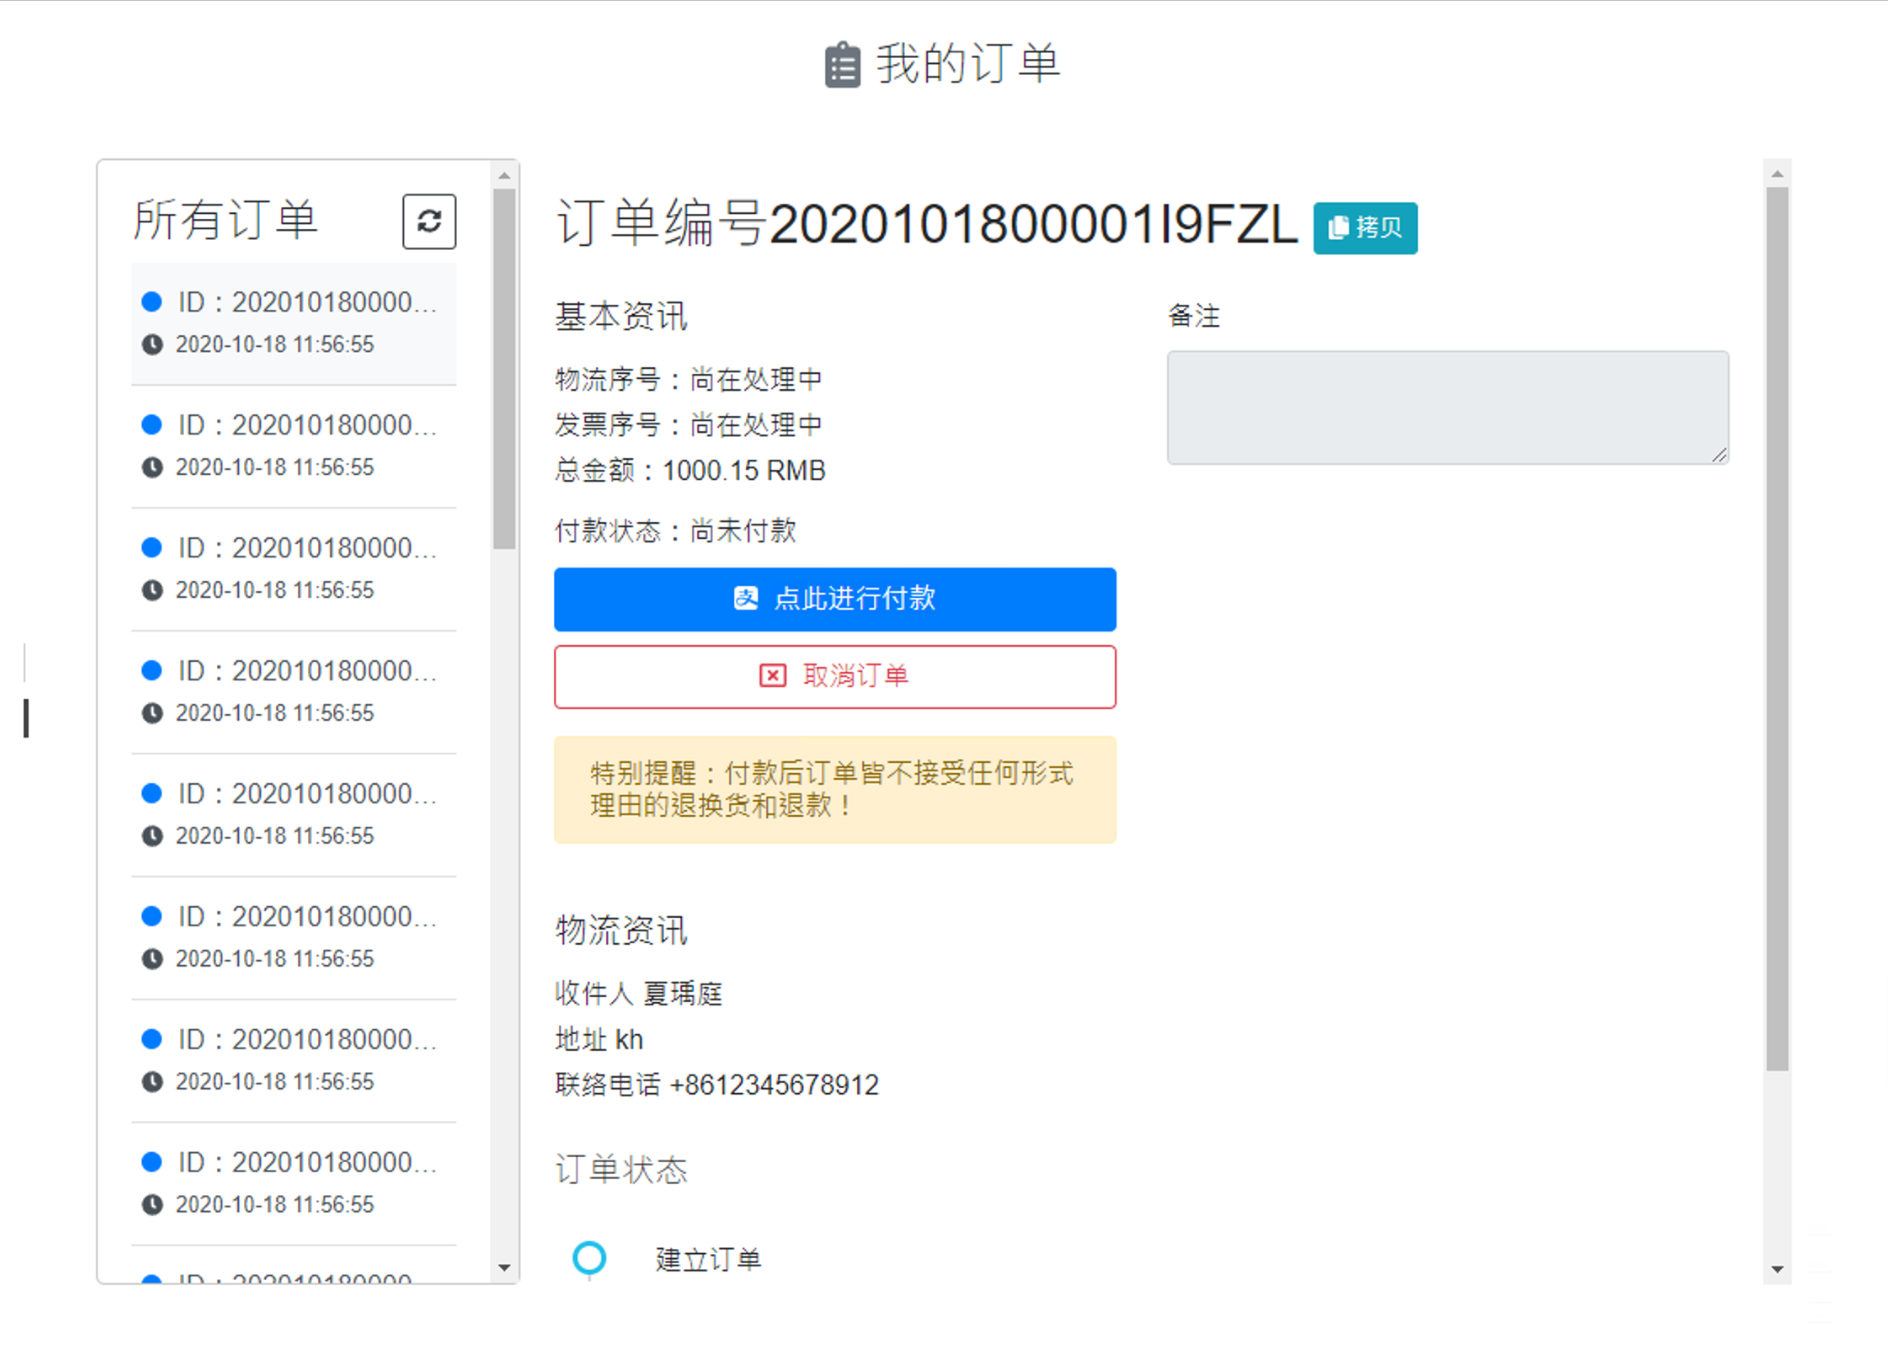 我的订单
所有订单
ID：202010180000...
2020-10-18 11:56:55
ID：202010180000...
2020-10-18 11:56:55
ID：202010180000...
2020-10-18 11:56:55
ID：202010180000...
2020-10-18 11:56:55
ID：202010180000...
2020-10-18 11:56:55
ID：202010180000...
2020-10-18 11:56:55
ID：202010180000...
2020-10-18 11:56:55
ID：202010180000...
2020-10-18 11:56:55
订单编号2020101800001I9FZL
拷贝
基本资讯
物流序号：尚在处理中
发票序号：尚在处理中
总金额：1000.15 RMB
付款状态：尚未付款
支 点此进行付款
取消订单
特别提醒：付款后订单皆不接受任何形式
理由的退换货和退款！
备注
物流资讯
收件人 夏瑀庭
地址 kh
联络电话 +8612345678912
订单状态
建立订单